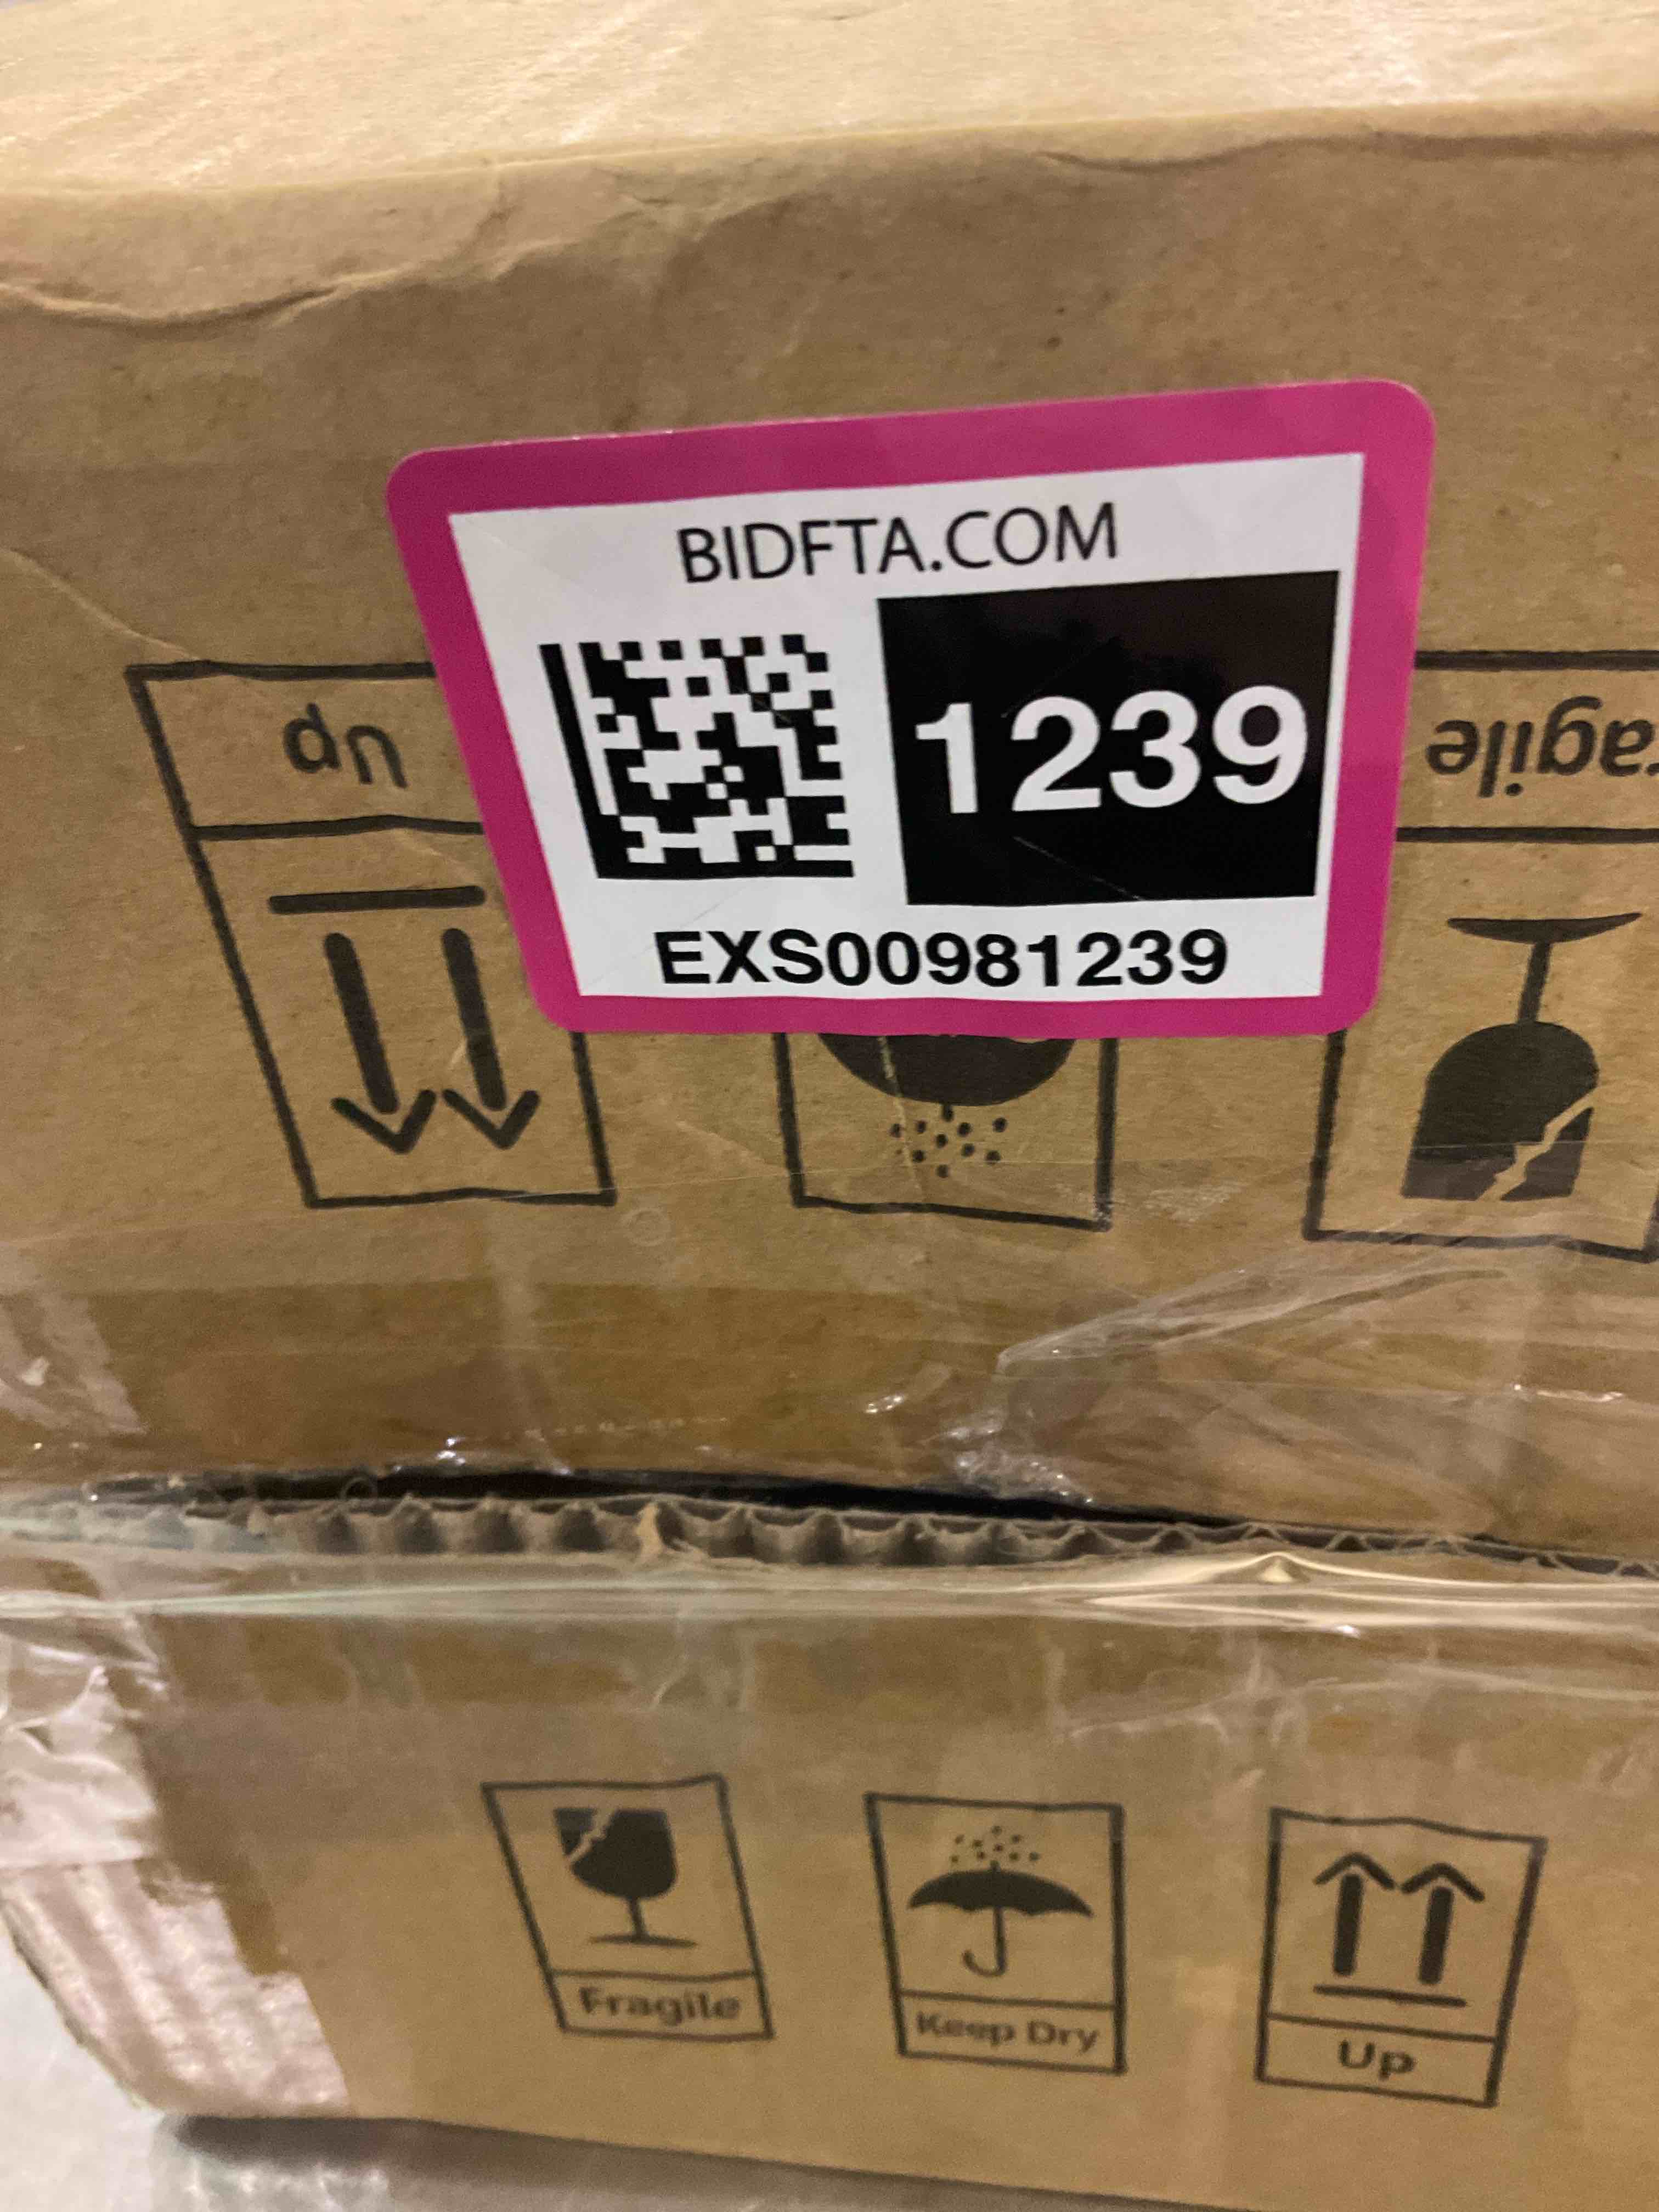 BIDFTA.COM
1239
EXS00981239
Up
agile
Fragile
Keep Dry
Up